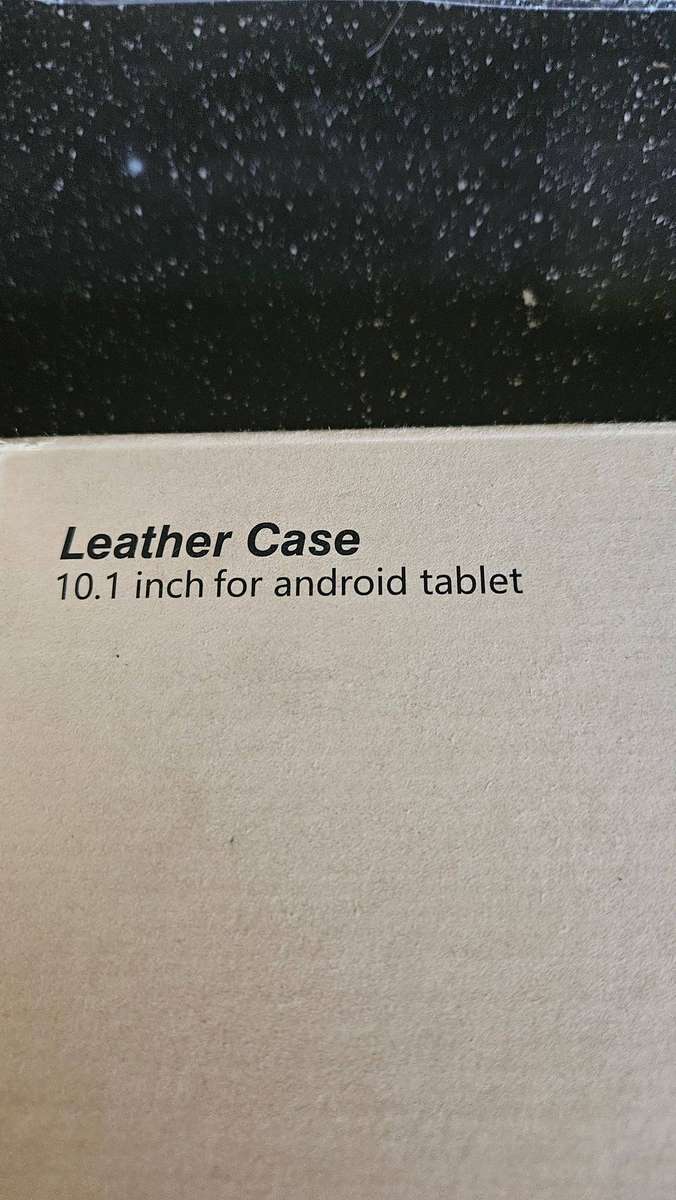 Leather Case
10.1 inch for android tablet